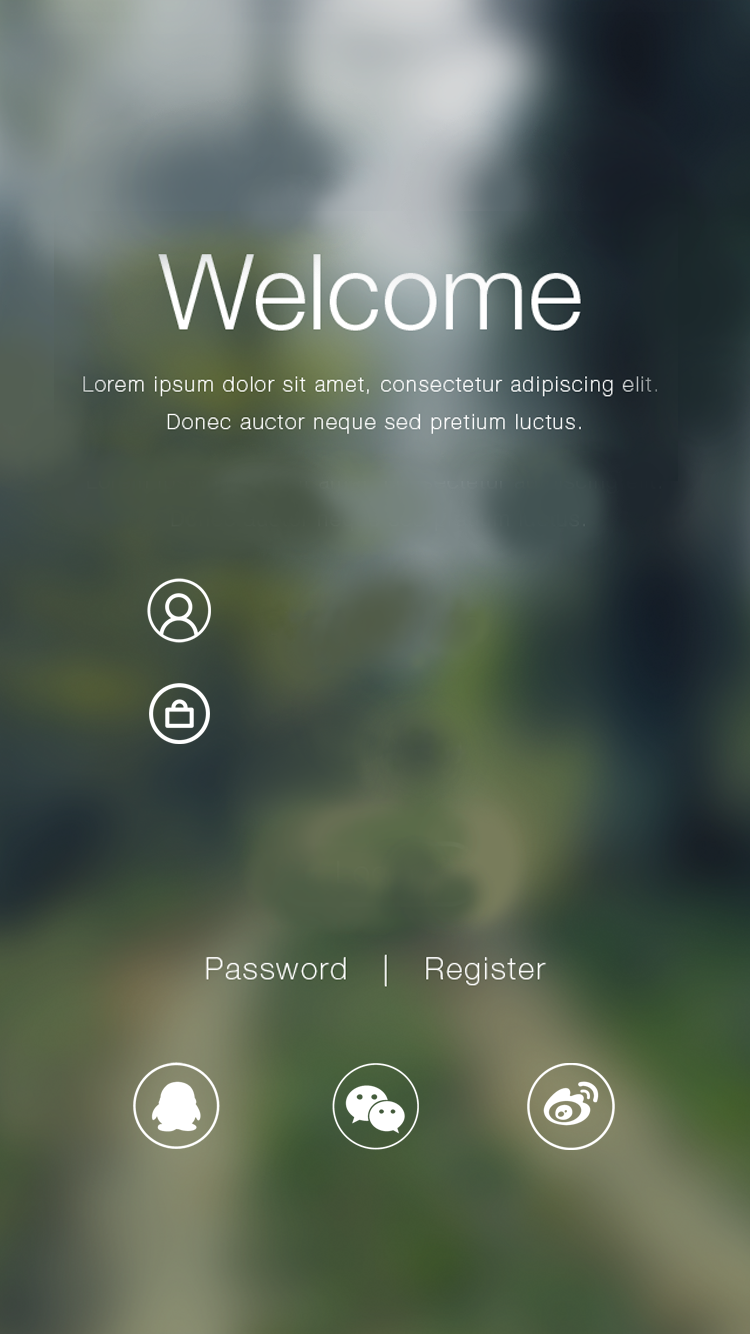 Welcome
Lorem ipsum dolor sit amet, consectetur adipiscing elit.
Donec auctor neque sed pretium luctus.
Password | Register